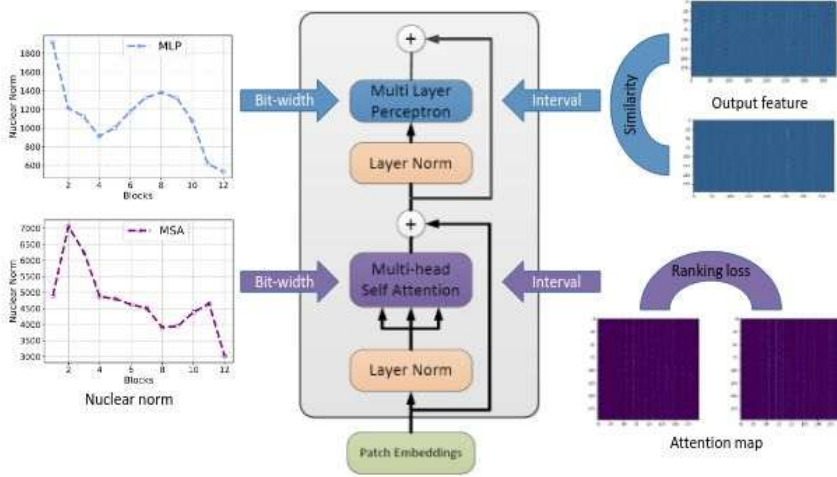 MLP
Nuclear Norm
1800
1600
1400
1200
1000
800
600
2 4 6 8 10 12
Blocks
MSA
Nuclear Norm
7000
6500
6000
5500
5000
4500
4000
3500
3000
2 4 6 8 10 12
Blocks
Nuclear norm
Bit-width
Bit-width
+
Multi Layer
Perceptron
Layer Norm
+
Multi-head
Self Attention
Layer Norm
Patch Embeddings
Interval
Interval
Similarity
Output feature
Ranking loss
Attention map